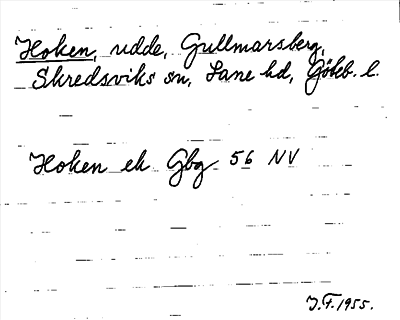 Hoken, udde, Gullmarsberg,
Skredsviks sn, Lane hd, Göteb. l.
Hoken ek Gbg 56 NV
J.F. 1955.